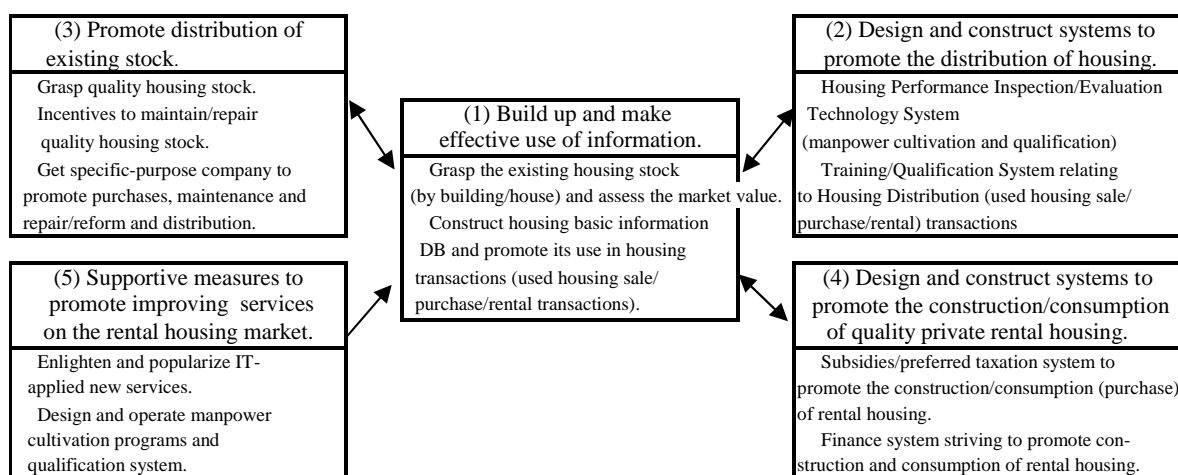 (3) Promote distribution of
existing stock.
Grasp quality housing stock.
Incentives to maintain/repair
quality housing stock.
Get specific-purpose company to
promote purchases, maintenance and
repair/reform and distribution.
(2) Design and construct systems to
promote the distribution of housing.
Housing Performance Inspection/Evaluation
Technology System
(manpower cultivation and qualification)
Training/Qualification System relating
to Housing Distribution (used housing sale/
purchase/rental) transactions
(1) Build up and make
effective use of information.
Grasp the existing housing stock
(by building/house) and assess the market value.
Construct housing basic information
DB and promote its use in housing
transactions (used housing sale/
purchase/rental transactions).
(5) Supportive measures to
promote improving services
on the rental housing market.
Enlighten and popularize IT-
applied new services.
Design and operate manpower
cultivation programs and
qualification system.
(4) Design and construct systems to
promote the construction/consumption
of quality private rental housing.
Subsidies/preferred taxation system to
promote the construction/consumption (purchase)
of rental housing.
Finance system striving to promote con-
struction and consumption of rental housing.